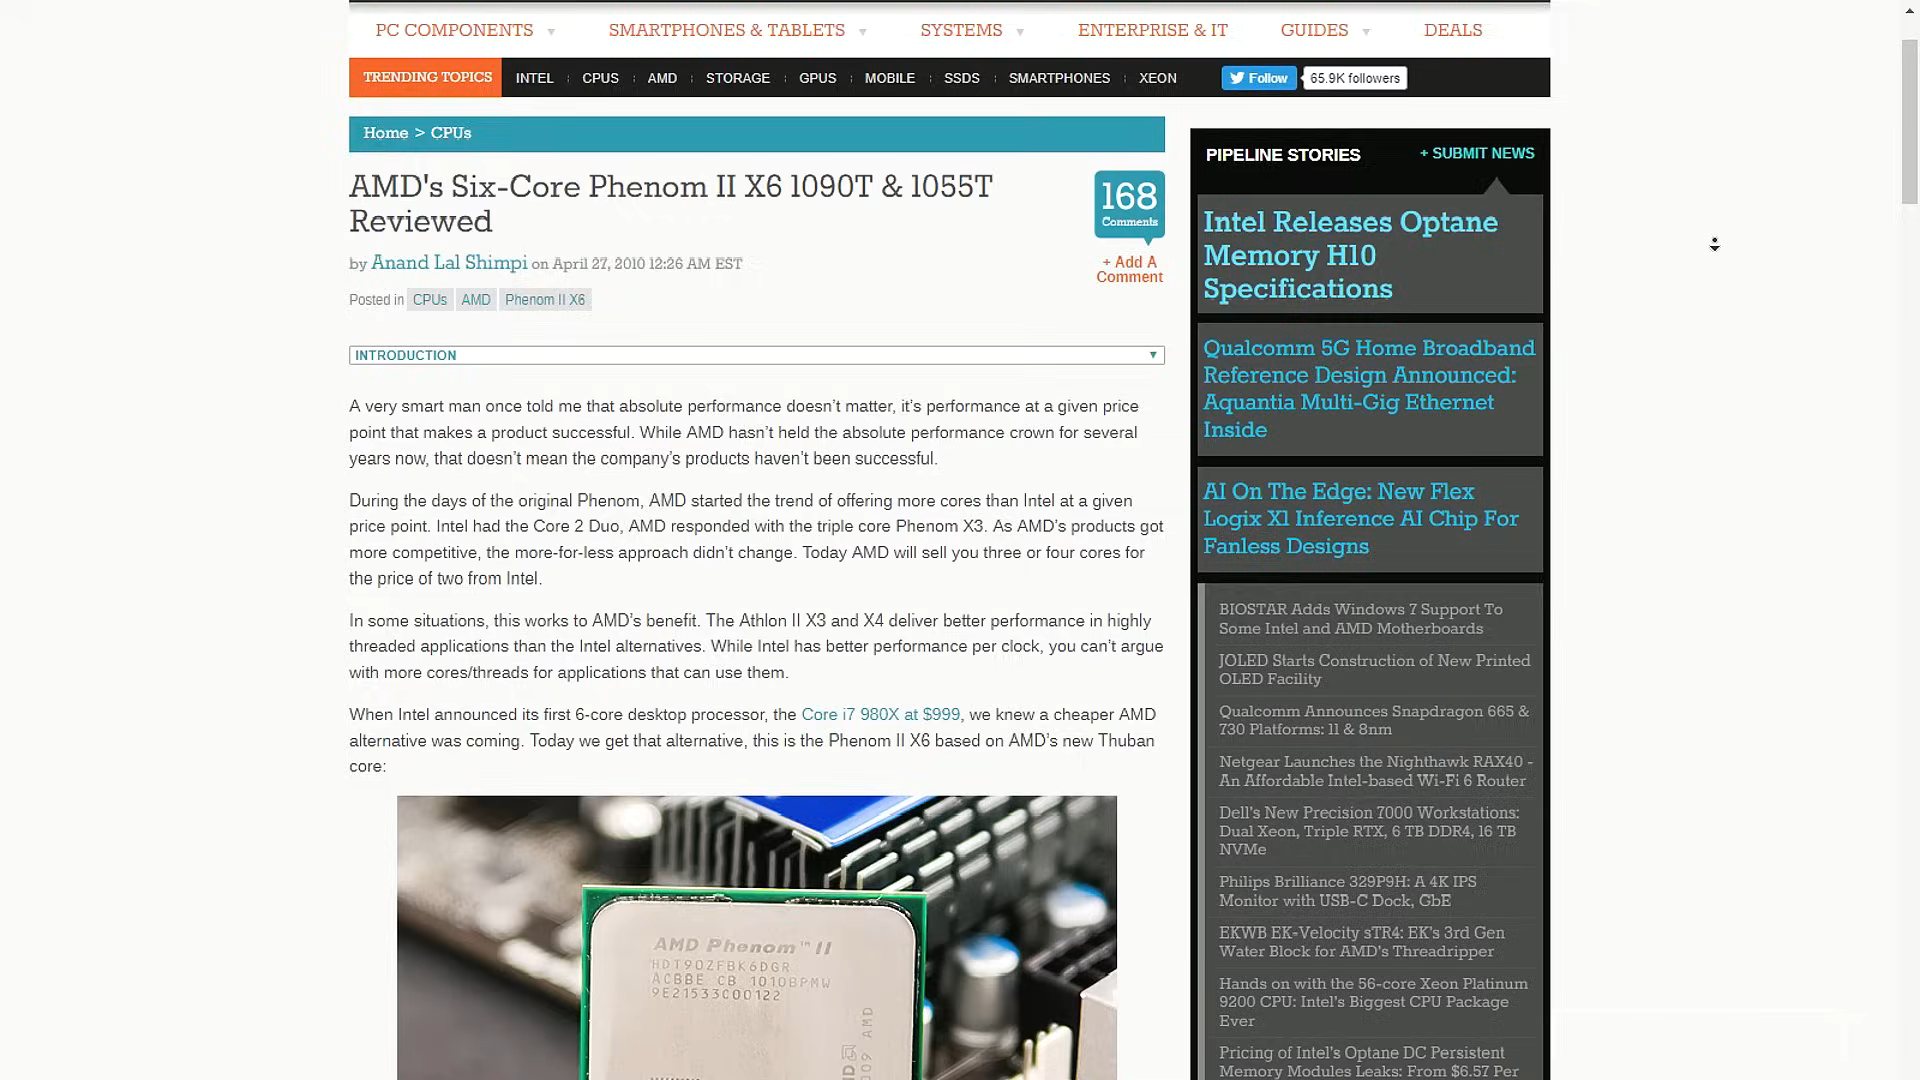 PC COMPONENTS
SMARTPHONES & TABLETS
SYSTEMS
ENTERPRISE & IT
GUIDES
DEALS
TRENDING TOPICS
INTEL
CPUS
AMD
STORAGE
GPUS
MOBILE
SSDS
SMARTPHONES
XEON
Follow
65.9K followers
Home > CPUs
AMD's Six-Core Phenom II X6 1090T & 1055T
Reviewed
by Anand Lal Shimpi on April 27, 2010 12:26 AM EST
Posted in CPUs AMD Phenom II X6
168
Comments
+ Add A
Comment
INTRODUCTION
A very smart man once told me that absolute performance doesn't matter, it's performance at a given price
point that makes a product successful. While AMD hasn't held the absolute performance crown for several
years now, that doesn't mean the company's products haven't been successful.
During the days of the original Phenom, AMD started the trend of offering more cores than Intel at a given
price point. Intel had the Core 2 Duo, AMD responded with the triple core Phenom X3. As AMD's products got
more competitive, the more-for-less approach didn't change. Today AMD will sell you three or four cores for
the price of two from Intel.
In some situations, this works to AMD's benefit. The Athlon II X3 and X4 deliver better performance in highly
threaded applications than the Intel alternatives. While Intel has better performance per clock, you can't argue
with more cores/threads for applications that can use them.
When Intel announced its first 6-core desktop processor, the Core i7 980X at $999, we knew a cheaper AMD
alternative was coming. Today we get that alternative, this is the Phenom II X6 based on AMD's new Thuban
core:
AMD Phenom™ II
HDT90ZFBK6DGR
ACBBE CB 1010BPMW
9E21533C00122
PIPELINE STORIES
+ SUBMIT NEWS
Intel Releases Optane
Memory H10
Specifications
Qualcomm 5G Home Broadband
Reference Design Announced:
Aquantia Multi-Gig Ethernet
Inside
AI On The Edge: New Flex
Logix X1 Inference AI Chip For
Fanless Designs
BIOSTAR Adds Windows 7 Support To
Some Intel and AMD Motherboards
JOLED Starts Construction of New Printed
OLED Facility
Qualcomm Announces Snapdragon 665 &
730 Platforms: 11 & 8nm
Netgear Launches the Nighthawk RAX40 -
An Affordable Intel-based Wi-Fi 6 Router
Dell's New Precision 7000 Workstations:
Dual Xeon, Triple RTX, 6 TB DDR4, 16 TB
NVMe
Philips Brilliance 329P9H: A 4K IPS
Monitor with USB-C Dock, GbE
EKWB EK-Velocity sTR4: EK's 3rd Gen
Water Block for AMD's Threadripper
Hands on with the 56-core Xeon Platinum
9200 CPU: Intel's Biggest CPU Package
Ever
Pricing of Intel's Optane DC Persistent
Memory Modules Leaks: From $6.57 Per